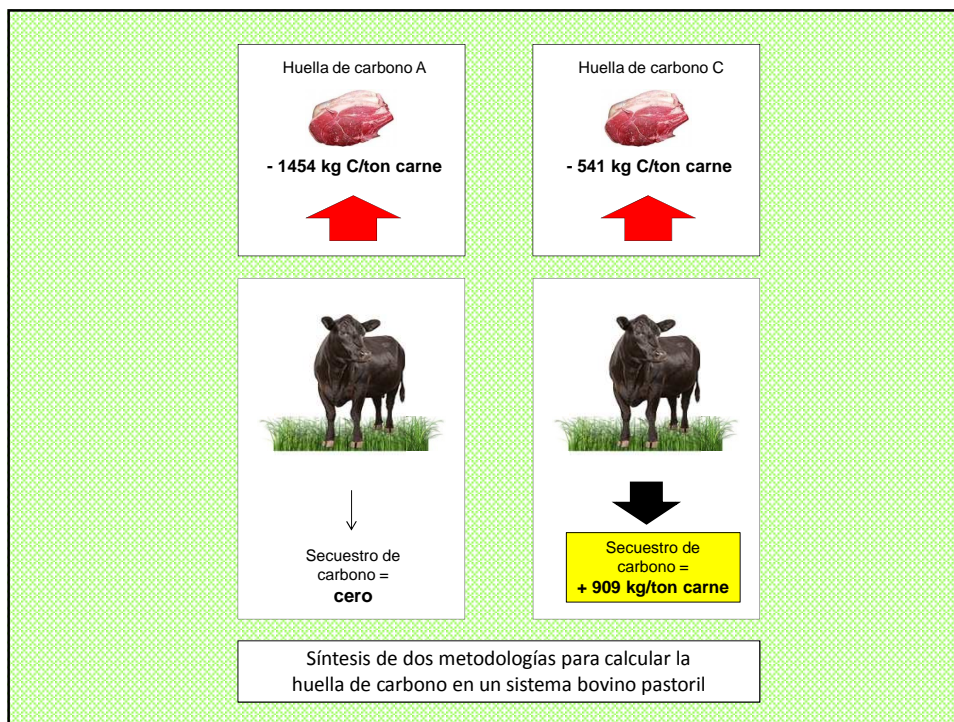 Huella de carbono A
- 1454 kg C/ton carne
Secuestro de
carbono =
cero
Huella de carbono C
- 541 kg C/ton carne
Secuestro de
carbono =
+ 909 kg/ton carne
Síntesis de dos metodologías para calcular la
huella de carbono en un sistema bovino pastoril